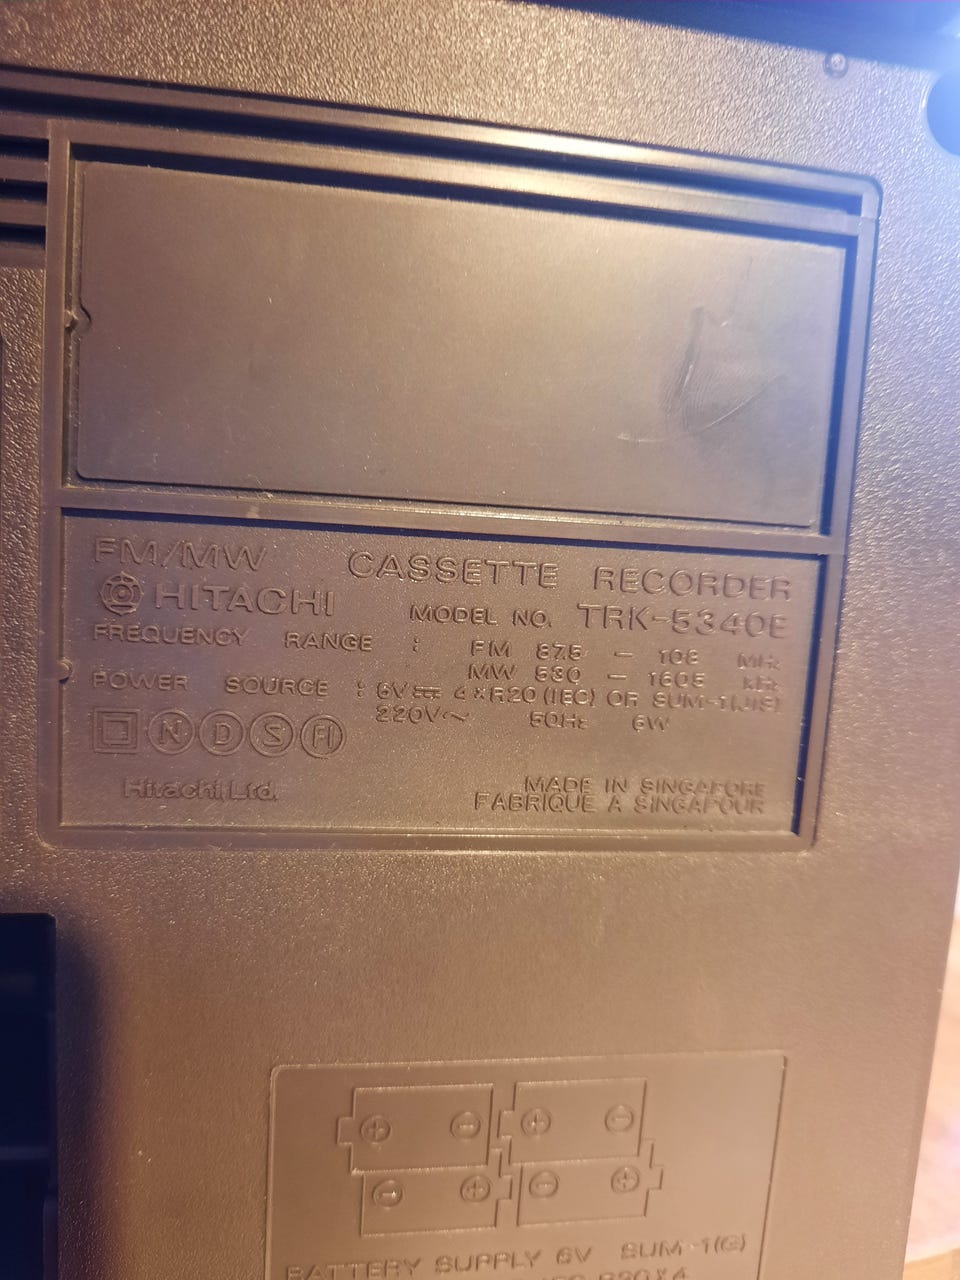 FM/MW CASSETTE RECORDER
HITACHI MODEL NO. TRK-5340E
FREQUENCY RANGE : FM 87.5 – 108 MHz
MW 530 – 1605 kHz
POWER SOURCE : 6V 4×R20 (IEC) OR SUM-1(JIS)
220V~ 50Hz 6W
N D S FI
Hitachi, Ltd.
MADE IN SINGAPORE
FABRIQUE A SINGAPOUR
+ - + -
- + - +
BATTERY SUPPLY 6V SUM-1(G)
R20X4